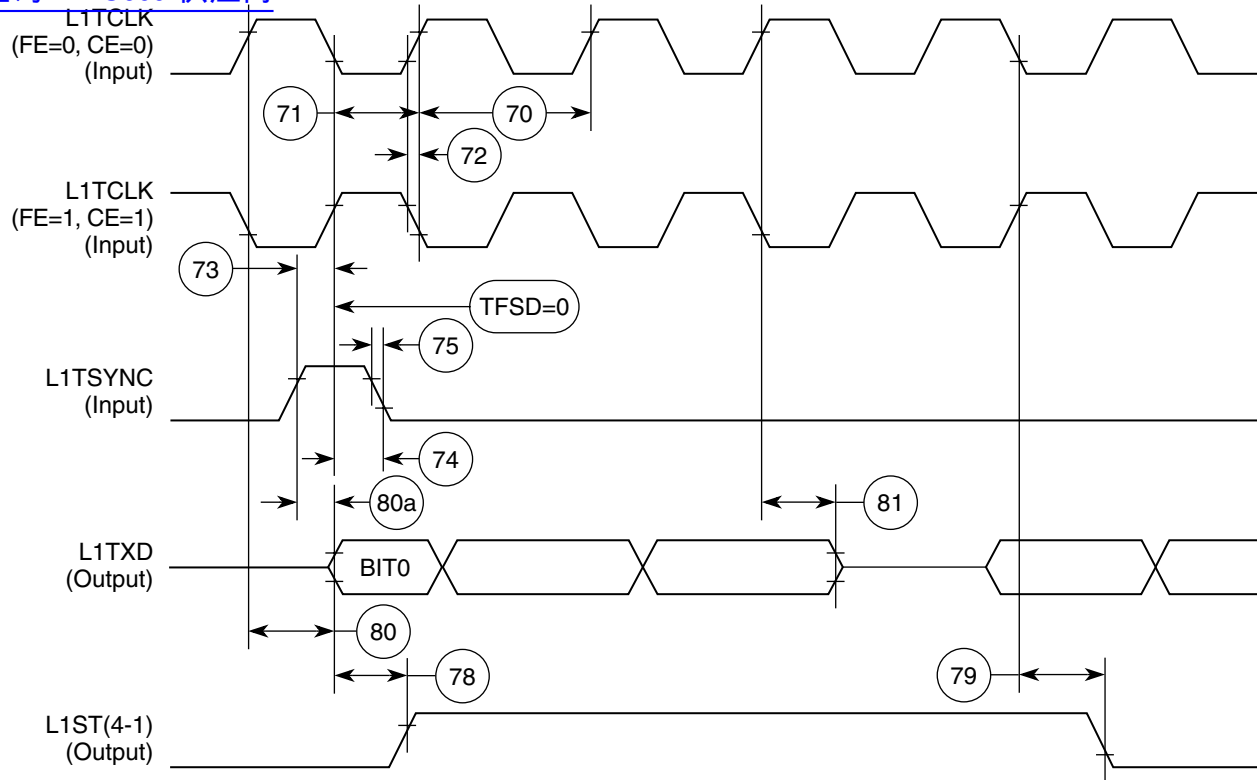 L1TCLK
(FE=0, CE=0)
(Input)
71
70
72
L1TCLK
(FE=1, CE=1)
(Input)
73
TFSD=0
75
L1TSYNC
(Input)
74
80a
81
L1TXD
(Output)
BIT0
80
78
79
L1ST(4-1)
(Output)